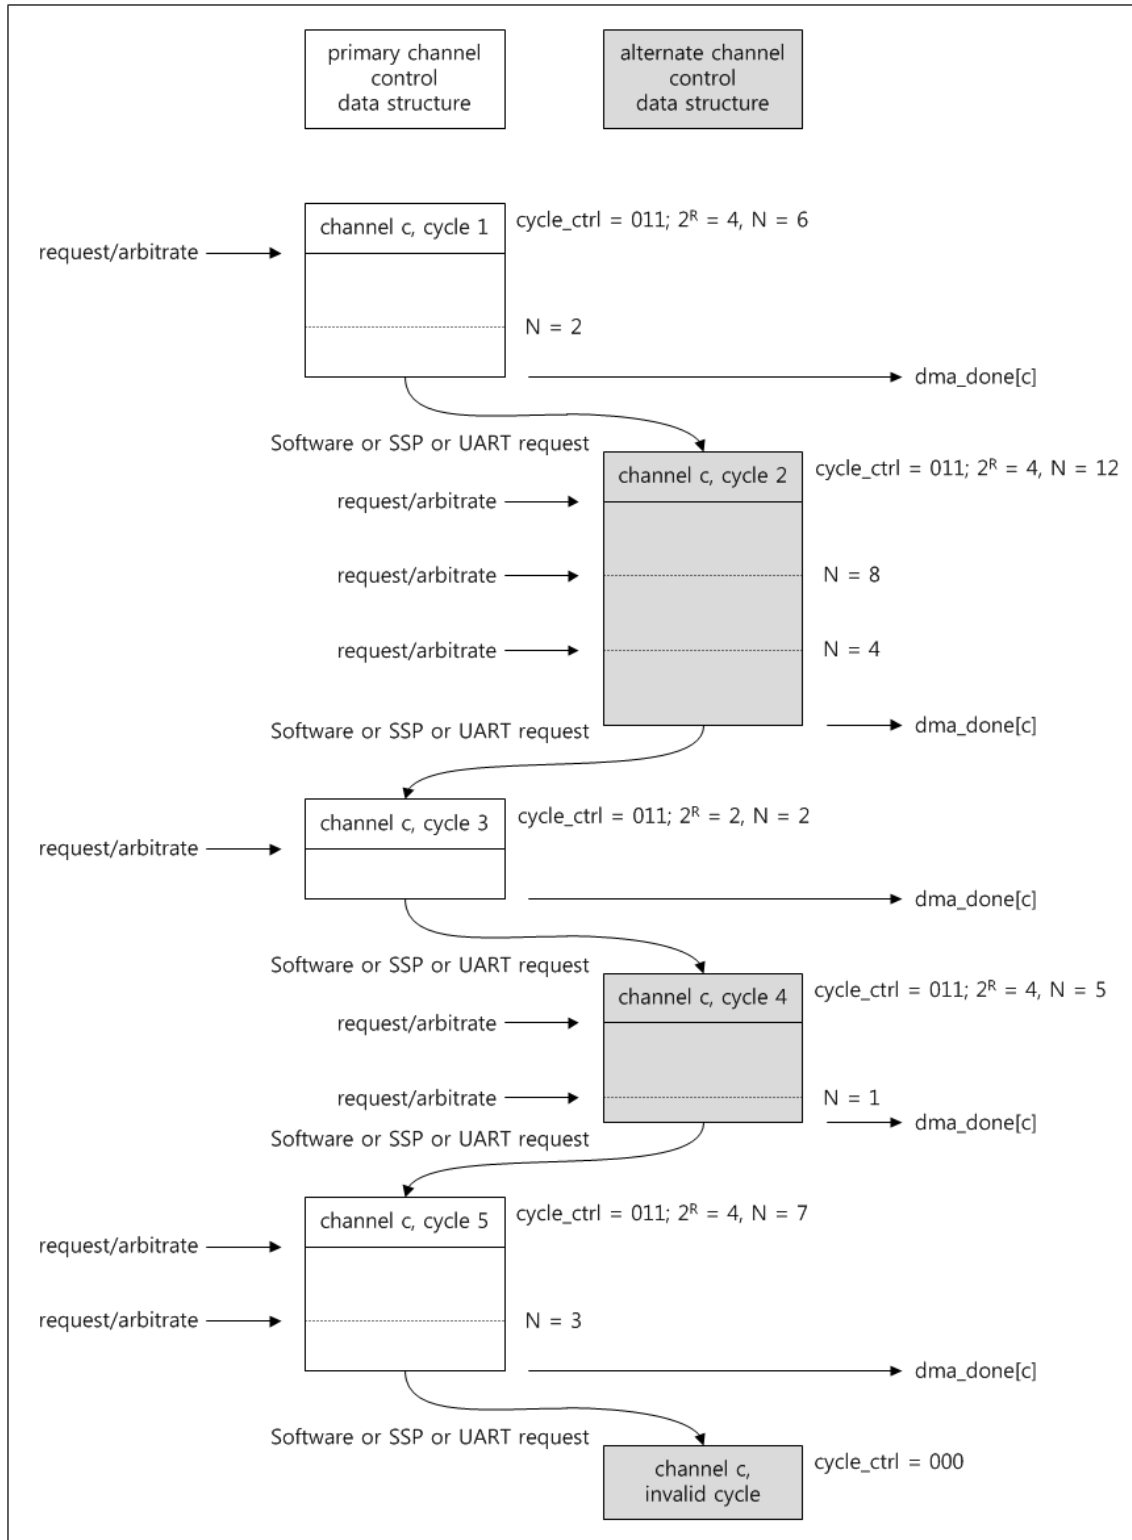 primary channel
control
data structure
alternate channel
control
data structure
channel c, cycle 1
cycle_ctrl = 011; 2ᴿ = 4, N = 6
request/arbitrate
N = 2
dma_done[c]
Software or SSP or UART request
channel c, cycle 2
cycle_ctrl = 011; 2ᴿ = 4, N = 12
request/arbitrate
request/arbitrate
N = 8
request/arbitrate
N = 4
Software or SSP or UART request
dma_done[c]
channel c, cycle 3
cycle_ctrl = 011; 2ᴿ = 2, N = 2
request/arbitrate
dma_done[c]
Software or SSP or UART request
channel c, cycle 4
cycle_ctrl = 011; 2ᴿ = 4, N = 5
request/arbitrate
request/arbitrate
N = 1
dma_done[c]
Software or SSP or UART request
channel c, cycle 5
cycle_ctrl = 011; 2ᴿ = 4, N = 7
request/arbitrate
request/arbitrate
N = 3
dma_done[c]
Software or SSP or UART request
channel c,
invalid cycle
cycle_ctrl = 000